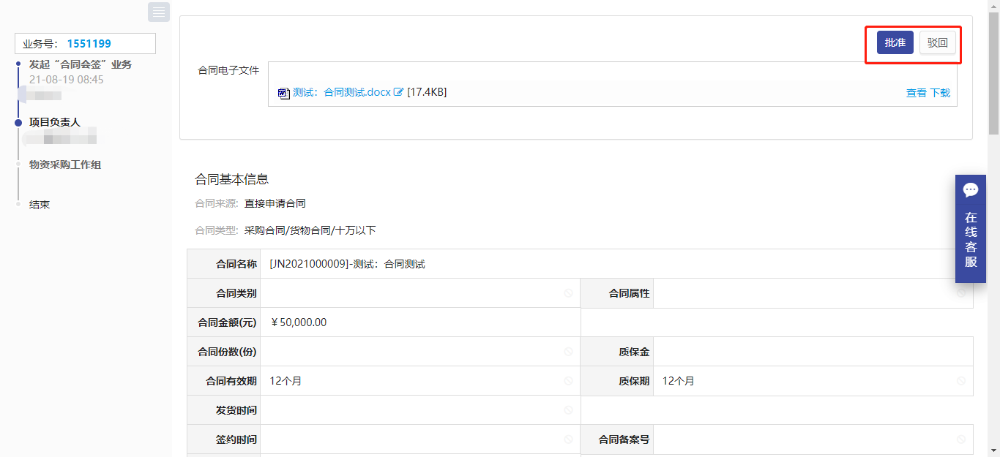 业务号： 1551199
发起“合同会签”业务
21-08-19 08:45
项目负责人
物资采购工作组
结束
批准 驳回
合同电子文件
测试：合同测试.docx [17.4KB] 查看 下载
合同基本信息
合同来源: 直接申请合同
合同类型: 采购合同/货物合同/十万以下
合同名称 [JN2021000009]-测试：合同测试
合同类别 合同属性
合同金额(元) ￥50,000.00
合同份数(份) 质保金
合同有效期 12个月 质保期 12个月
发货时间
签约时间 合同备案号
在线客服